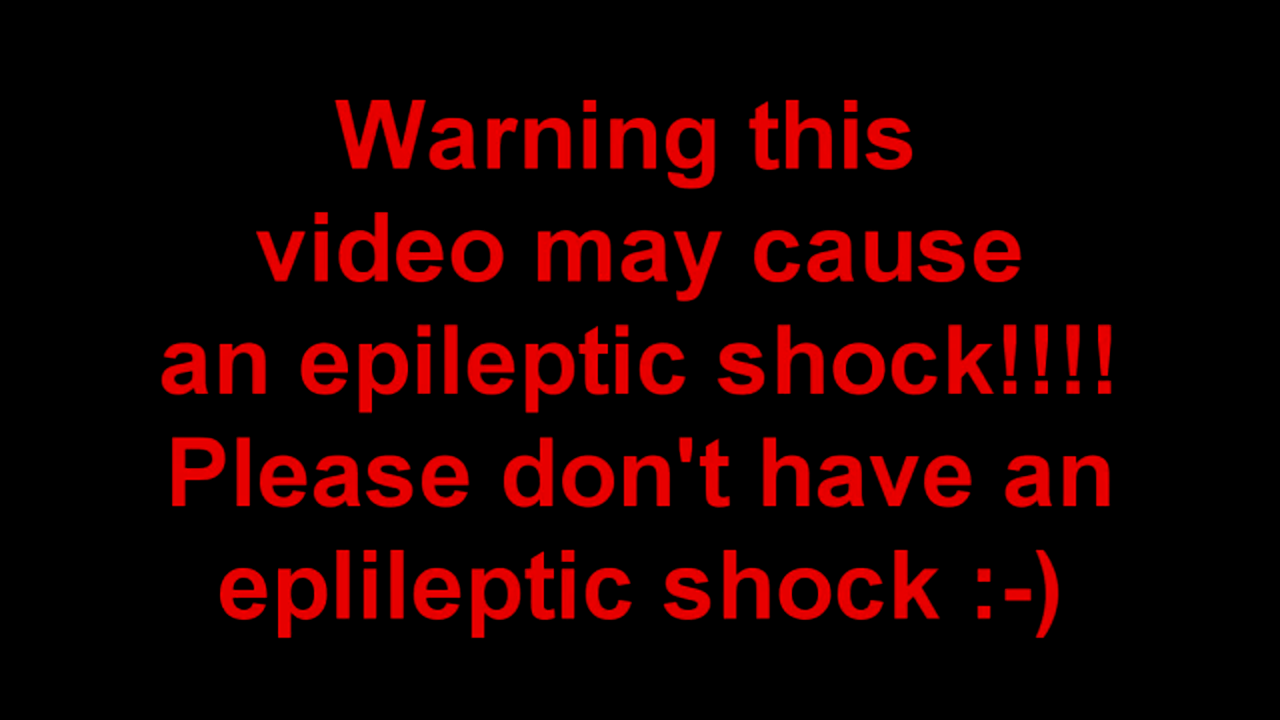 Warning this
video may cause
an epileptic shock!!!!
Please don't have an
eplileptic shock :-)